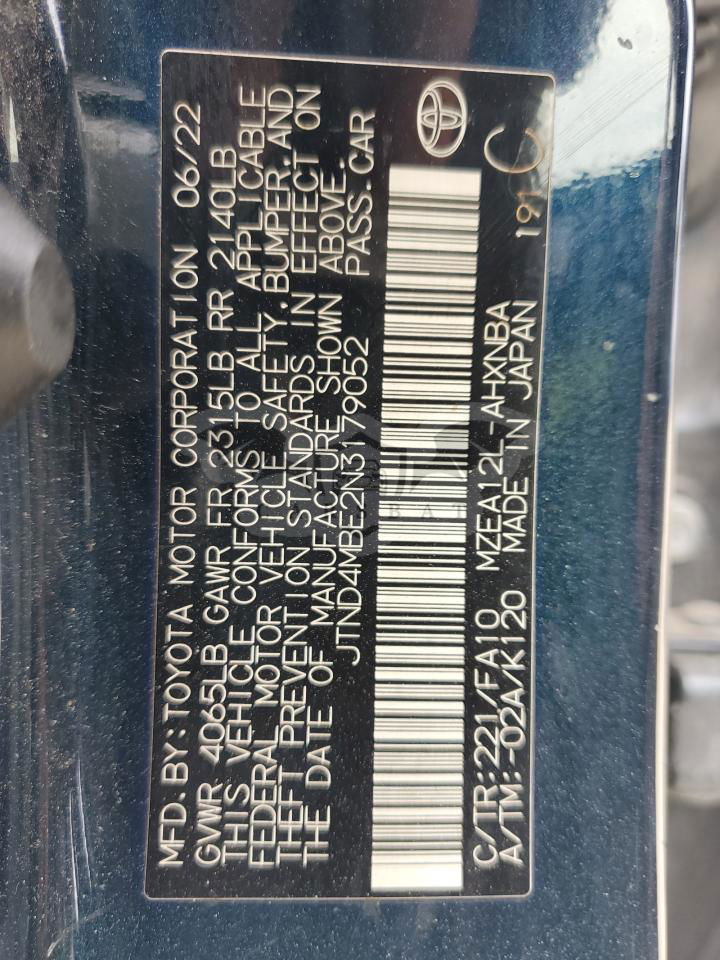 MFD.BY:TOYOTA MOTOR CORPORATION 06/22
GVWR 4065LB GAWR FR 2315LB RR 2140LB
THIS VEHICLE CONFORMS TO ALL APPLICABLE
FEDERAL MOTOR VEHICLE SAFETY,BUMPER,AND
THEFT PREVENTION STANDARDS IN EFFECT ON
THE DATE OF MANUFACTURE SHOWN ABOVE.
JTND4MBE2N3179052 PASS.CAR
C/TR:221/FA10 MZEA12L-AHXNBA
A/TM:-02A/K120 MADE IN JAPAN
191 C